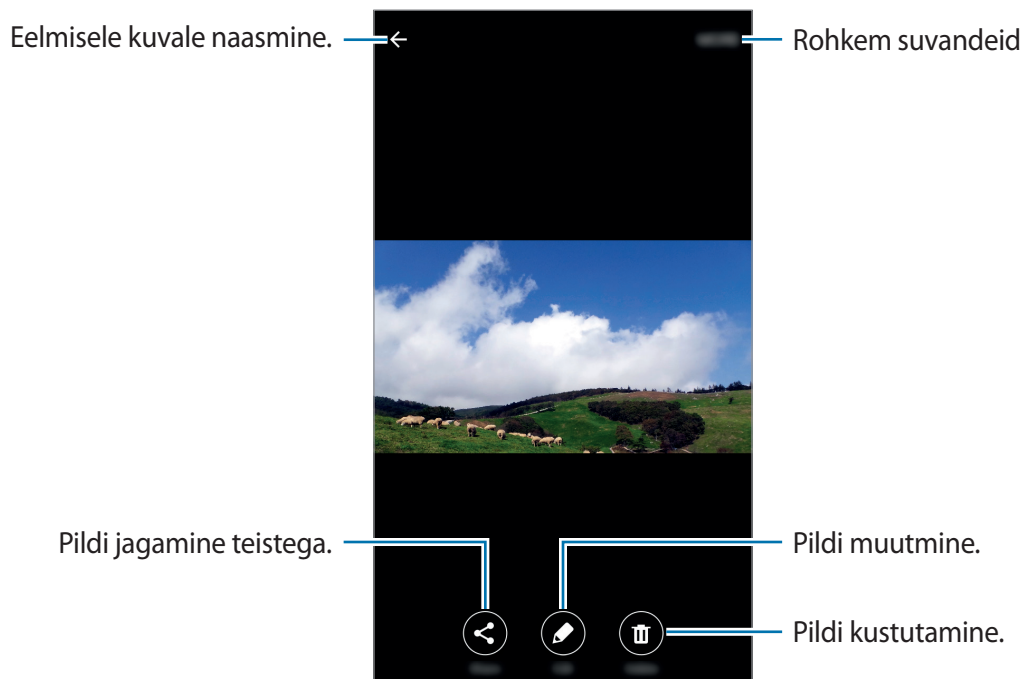 Eelmisele kuvale naasmine.
Rohkem suvandeid
Pildi jagamine teistega.
Pildi muutmine.
Pildi kustutamine.